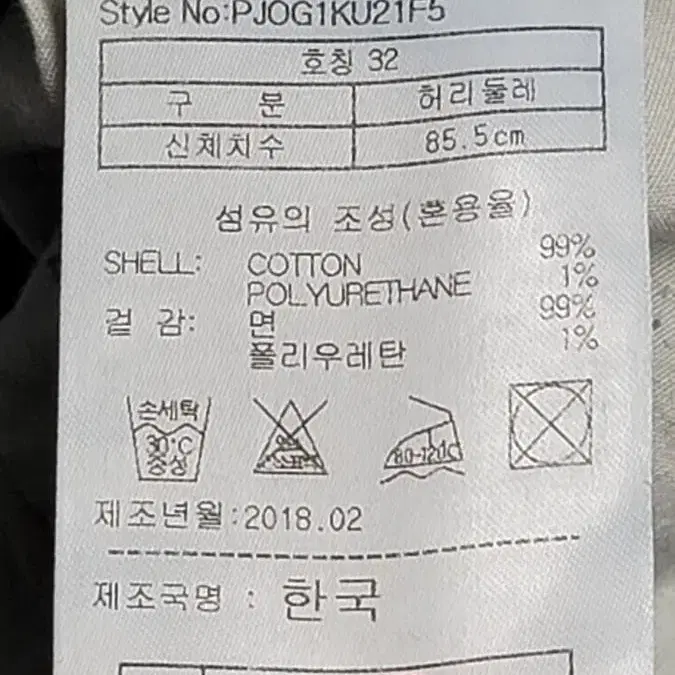 Style No:PJOG1KU21F5
호칭 32
구 분 허리둘레
신체치수 85.5cm
섬유의 조성(혼용율)
SHELL: COTTON 99%
POLYURETHANE 1%
겉 감: 면 99%
폴리우레탄 1%
손세탁
30°C
중성
80-120C
제조년월:2018.02
제조국명 : 한국